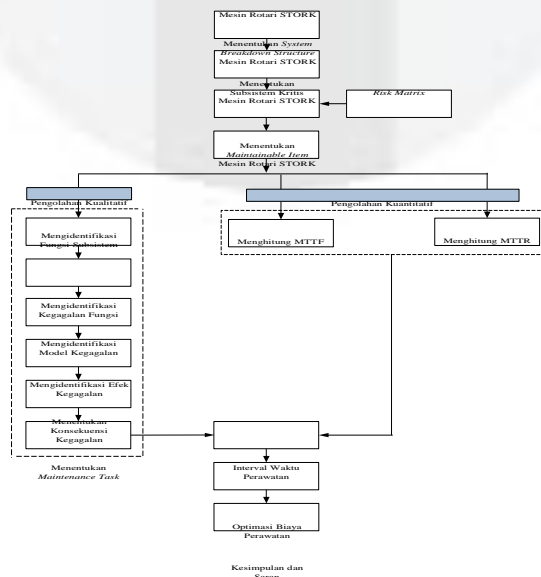 Mesin Rotari STORK
Menentukan System
Breakdown Structure
Mesin Rotari STORK
Menentukan
Subsistem Kritis
Mesin Rotari STORK
Risk Matrix
Menentukan
Maintainable Item
Mesin Rotari STORK
Pengolahan Kualitatif
Pengolahan Kuantitatif
Mengidentifikasi
Fungsi Subsistem
Menghitung MTTF
Menghitung MTTR
Mengidentifikasi
Kegagalan Fungsi
Mengidentifikasi
Model Kegagalan
Mengidentifikasi Efek
Kegagalan
Menentukan
Konsekuensi
Kegagalan
Menentukan
Maintenance Task
Interval Waktu
Perawatan
Optimasi Biaya
Perawatan
Kesimpulan dan
Saran